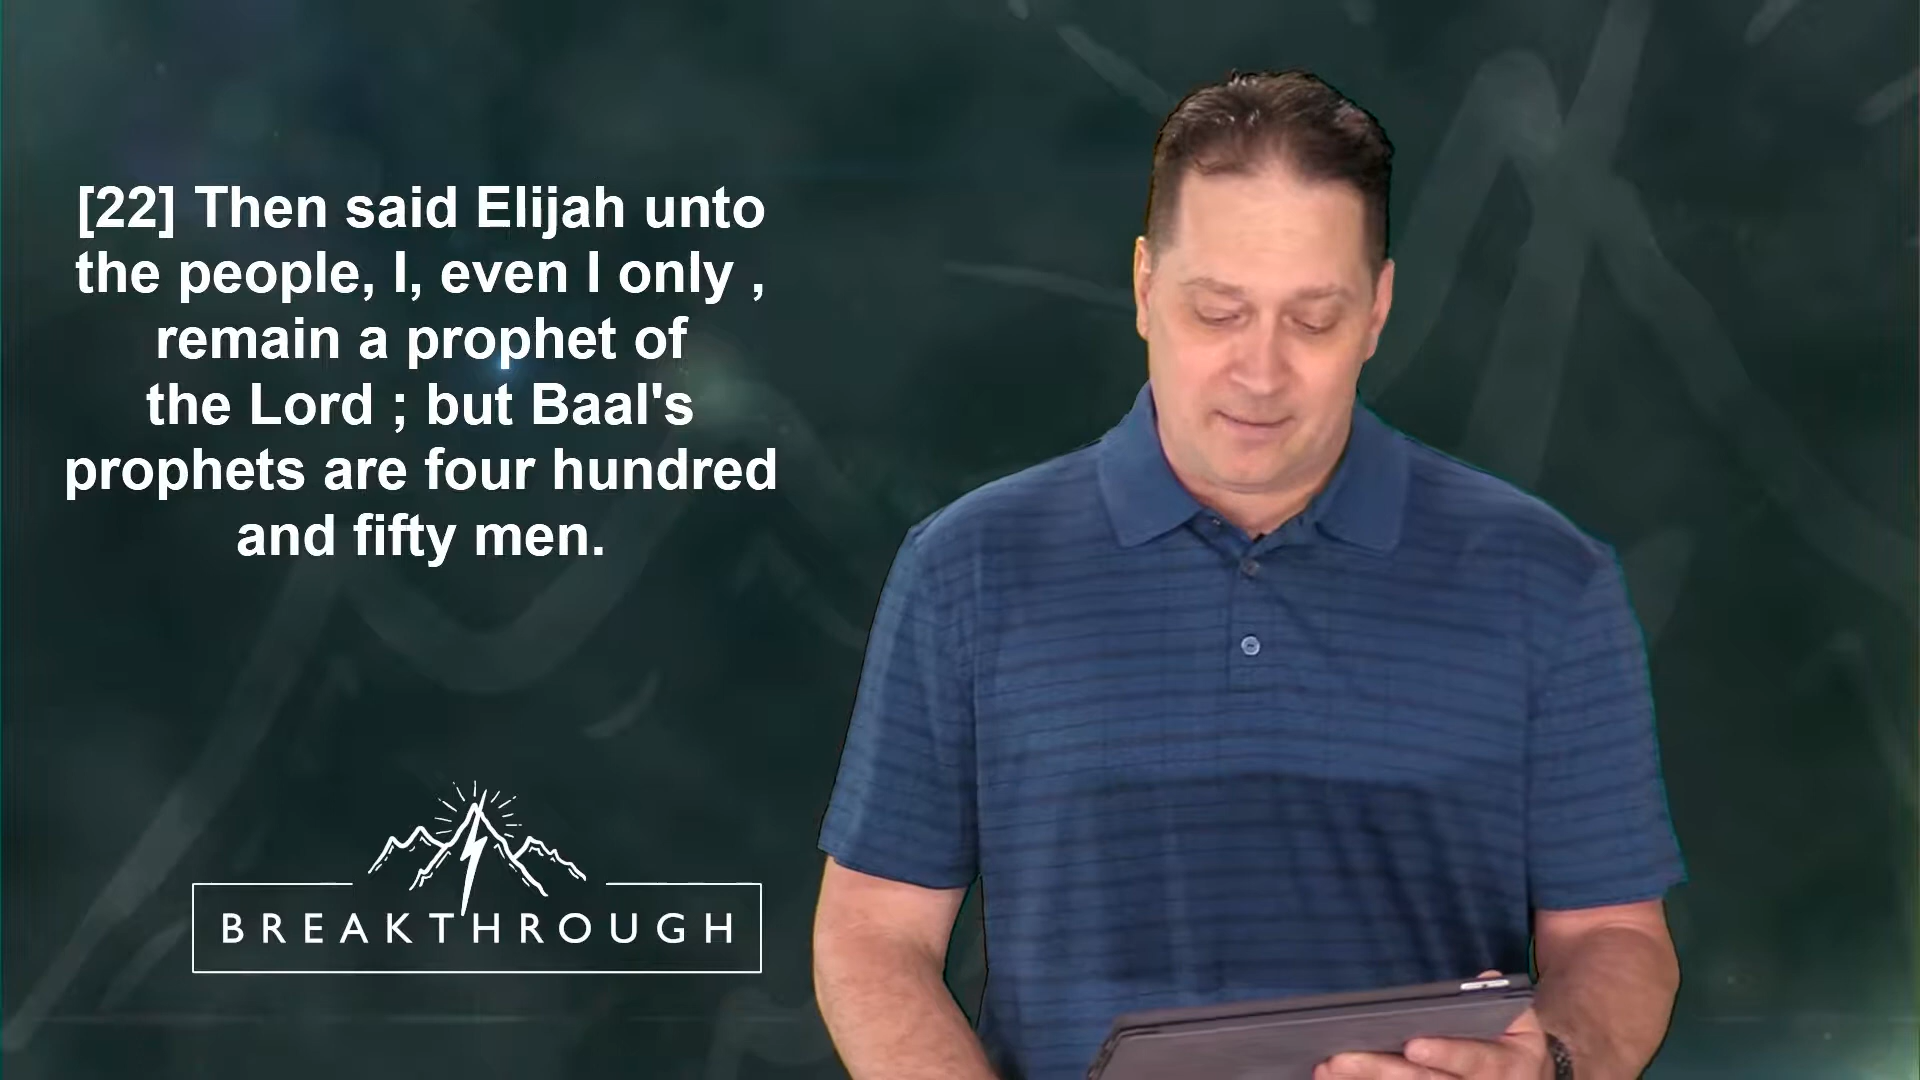 [22] Then said Elijah unto
the people, I, even I only ,
remain a prophet of
the Lord ; but Baal's
prophets are four hundred
and fifty men.
BREAKTHROUGH